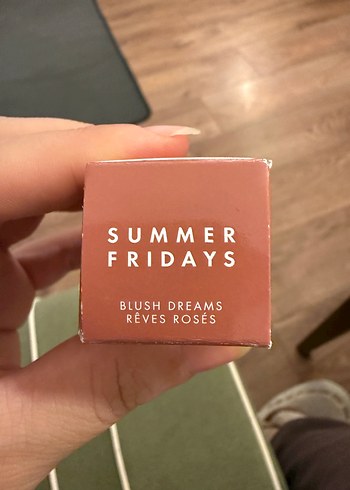 SUMMER
FRIDAYS
BLUSH DREAMS
RÊVES ROSÉS